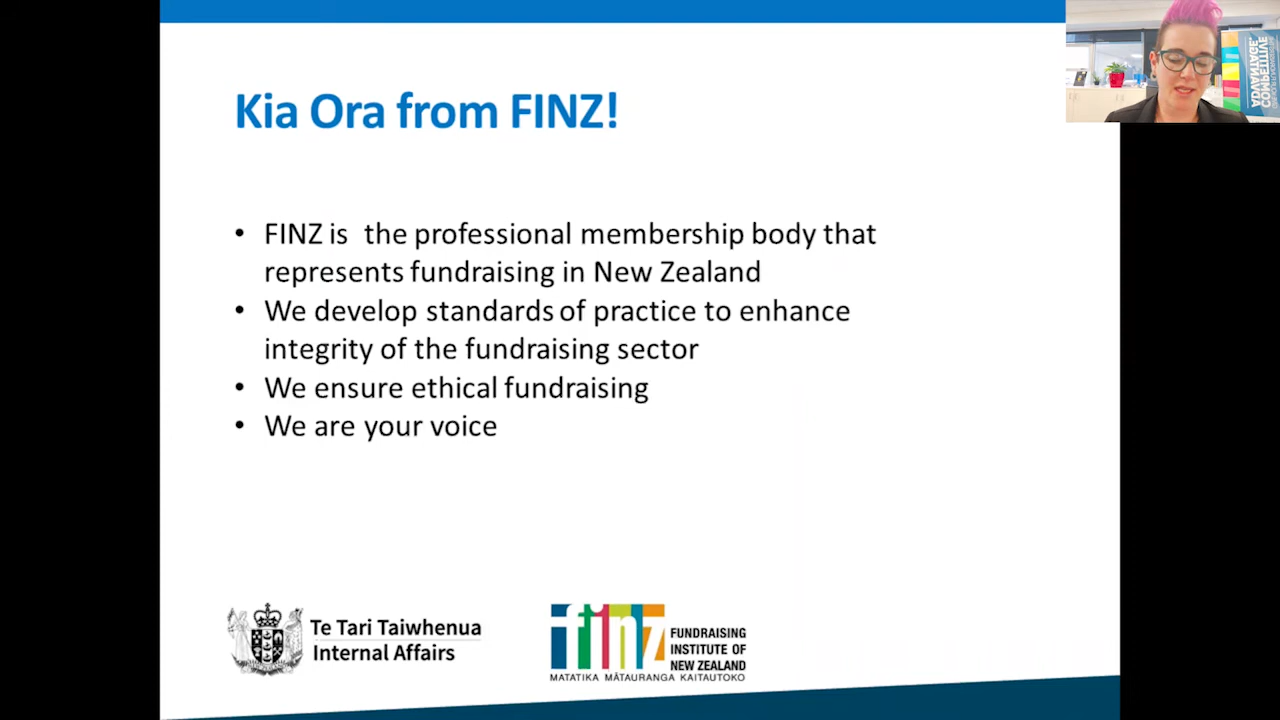 Kia Ora from FINZ!
• FINZ is the professional membership body that
represents fundraising in New Zealand
• We develop standards of practice to enhance
integrity of the fundraising sector
• We ensure ethical fundraising
• We are your voice
Te Tari Taiwhenua
Internal Affairs
finz
FUNDRAISING
INSTITUTE OF
NEW ZEALAND
MATATIKA MĀTAURANGA KAITAUTOKO
COMPETITIVE
ADVANTAGE.